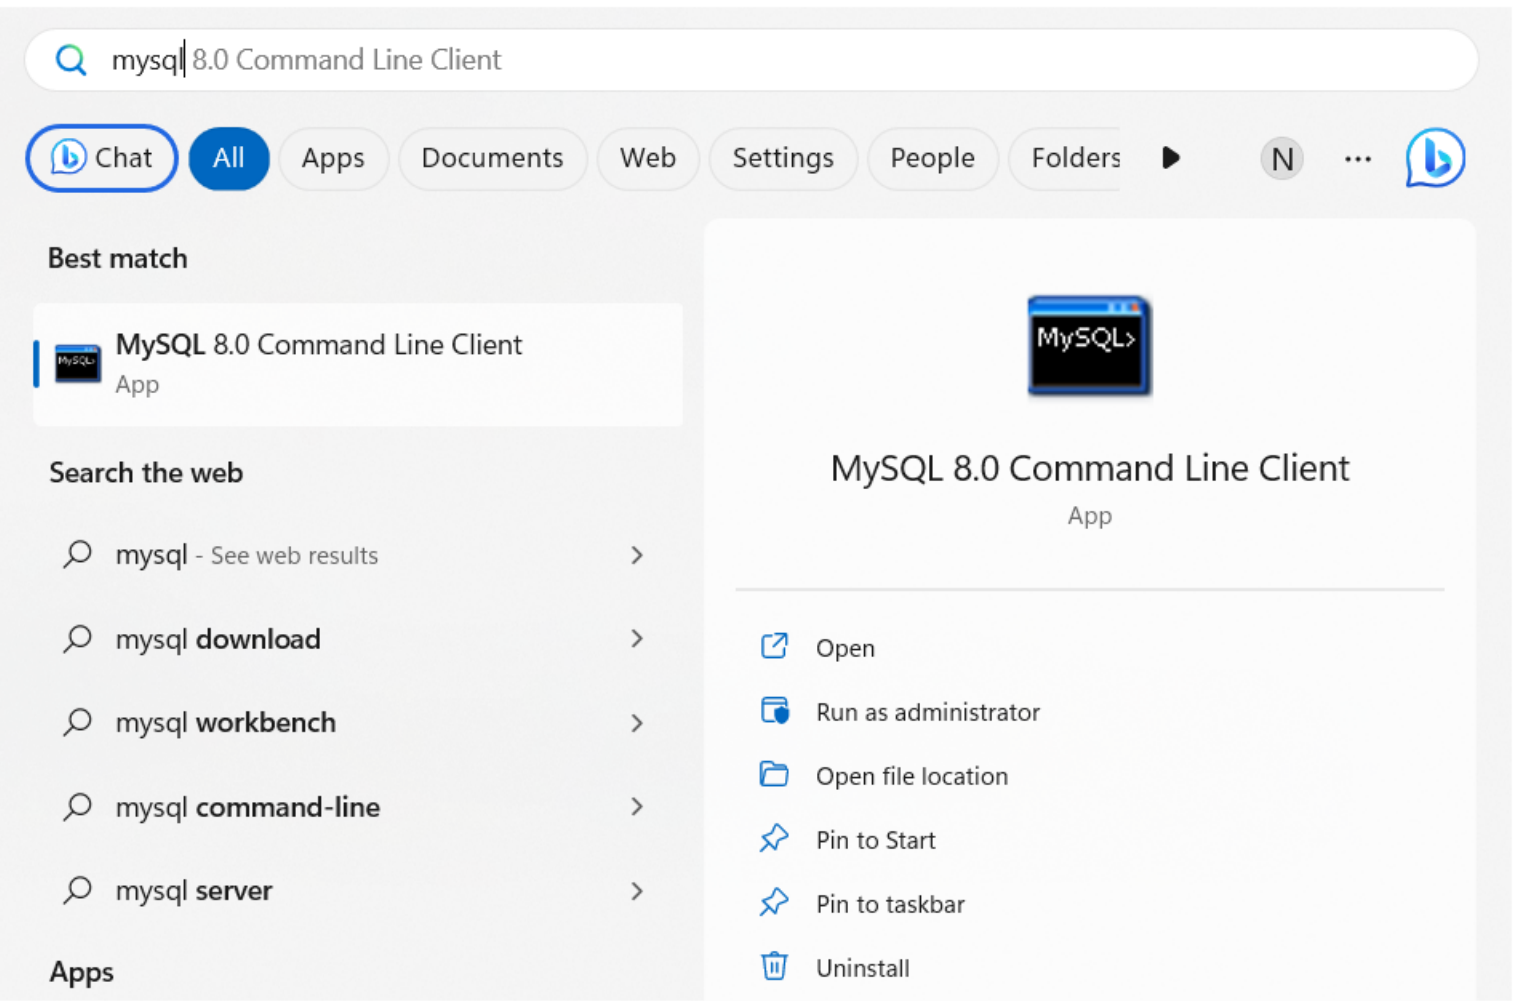 mysql 8.0 Command Line Client
Chat All Apps Documents Web Settings People Folders N ...
Best match
MySQL 8.0 Command Line Client
App
MySQL>
Search the web
mysql - See web results
mysql download
mysql workbench
mysql command-line
mysql server
Apps
MySQL>
MySQL 8.0 Command Line Client
App
Open
Run as administrator
Open file location
Pin to Start
Pin to taskbar
Uninstall